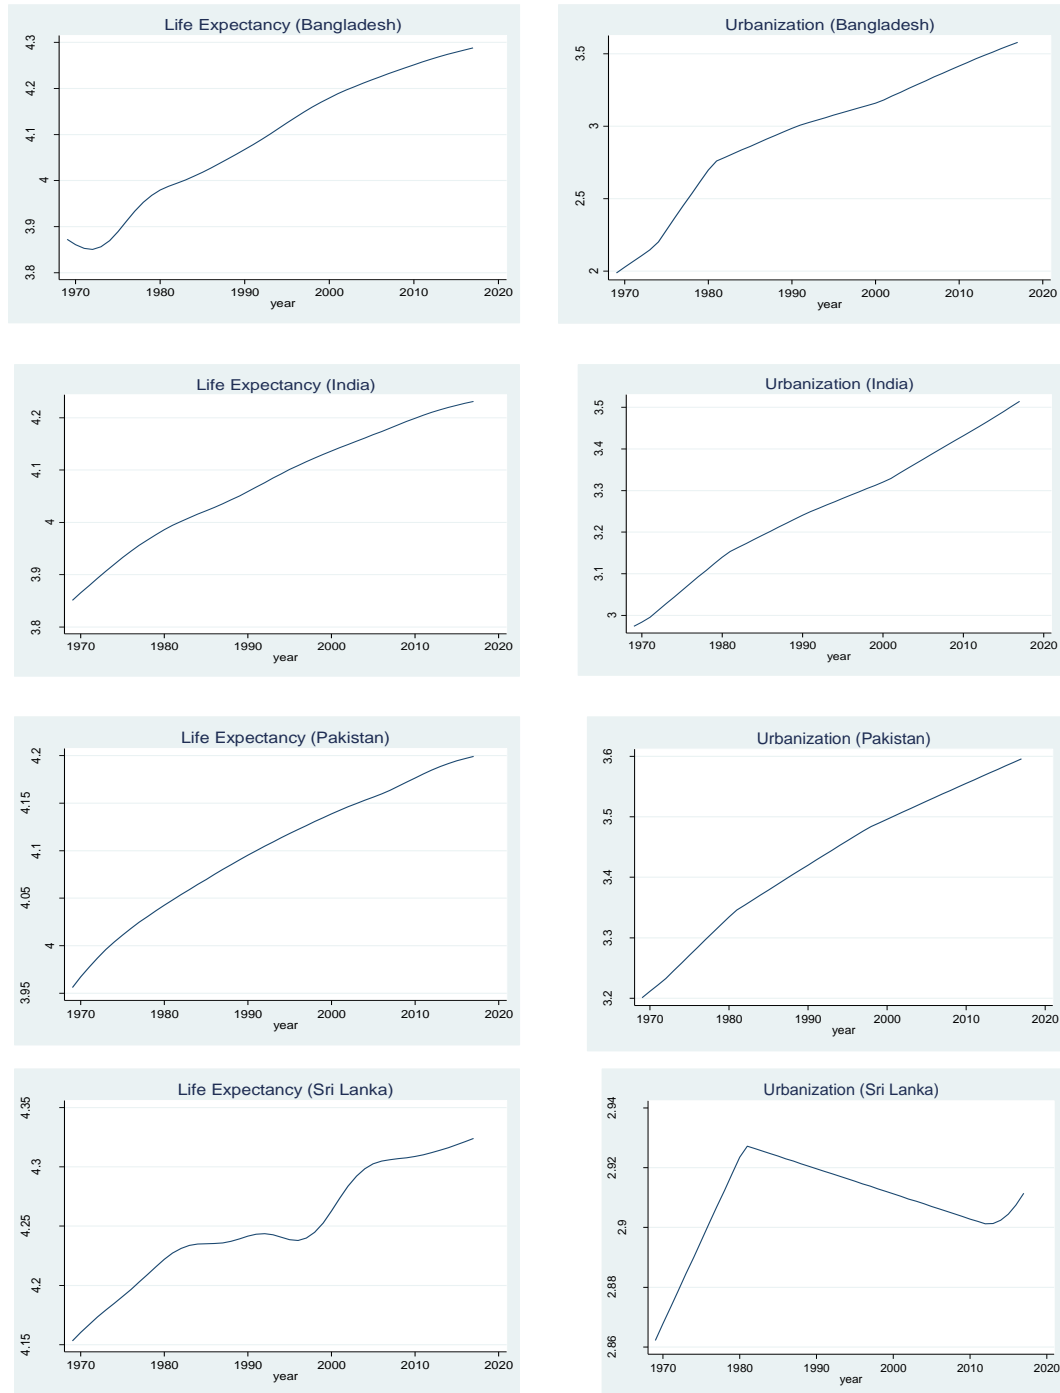 Life Expectancy (Bangladesh)
4.3
4.2
4.1
4
3.9
3.8
1970 1980 1990 2000 2010 2020
year
Urbanization (Bangladesh)
3.5
3
2.5
2
1970 1980 1990 2000 2010 2020
year
Life Expectancy (India)
4.2
4.1
4
3.9
3.8
1970 1980 1990 2000 2010 2020
year
Urbanization (India)
3.5
3.4
3.3
3.2
3.1
3
1970 1980 1990 2000 2010 2020
year
Life Expectancy (Pakistan)
4.2
4.15
4.1
4.05
4
3.95
1970 1980 1990 2000 2010 2020
year
Urbanization (Pakistan)
3.6
3.5
3.4
3.3
3.2
1970 1980 1990 2000 2010 2020
year
Life Expectancy (Sri Lanka)
4.35
4.3
4.25
4.2
4.15
1970 1980 1990 2000 2010 2020
year
Urbanization (Sri Lanka)
2.94
2.92
2.9
2.88
2.86
1970 1980 1990 2000 2010 2020
year